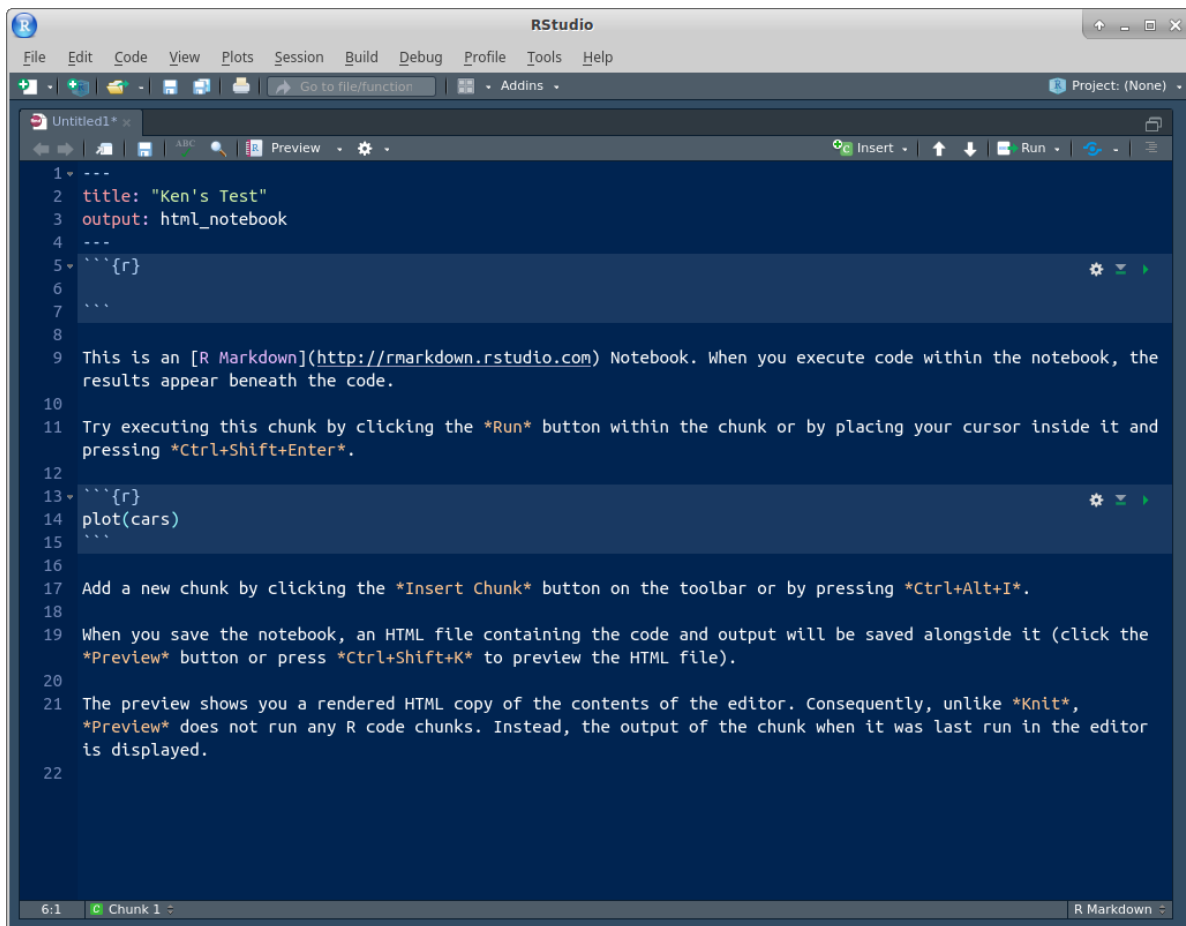 RStudio
File Edit Code View Plots Session Build Debug Profile Tools Help
Go to file/function Addins Project: (None)
Untitled1*
ABC Preview Insert Run
1 ---
2 title: "Ken's Test"
3 output: html_notebook
4 ---
5 ```{r}
6
7 ```
8
9 This is an [R Markdown](http://rmarkdown.rstudio.com) Notebook. When you execute code within the notebook, the
results appear beneath the code.
10
11 Try executing this chunk by clicking the *Run* button within the chunk or by placing your cursor inside it and
pressing *Ctrl+Shift+Enter*.
12
13 ```{r}
14 plot(cars)
15 ```
16
17 Add a new chunk by clicking the *Insert Chunk* button on the toolbar or by pressing *Ctrl+Alt+I*.
18
19 When you save the notebook, an HTML file containing the code and output will be saved alongside it (click the
*Preview* button or press *Ctrl+Shift+K* to preview the HTML file).
20
21 The preview shows you a rendered HTML copy of the contents of the editor. Consequently, unlike *Knit*,
*Preview* does not run any R code chunks. Instead, the output of the chunk when it was last run in the editor
is displayed.
22
6:1 C Chunk 1 R Markdown